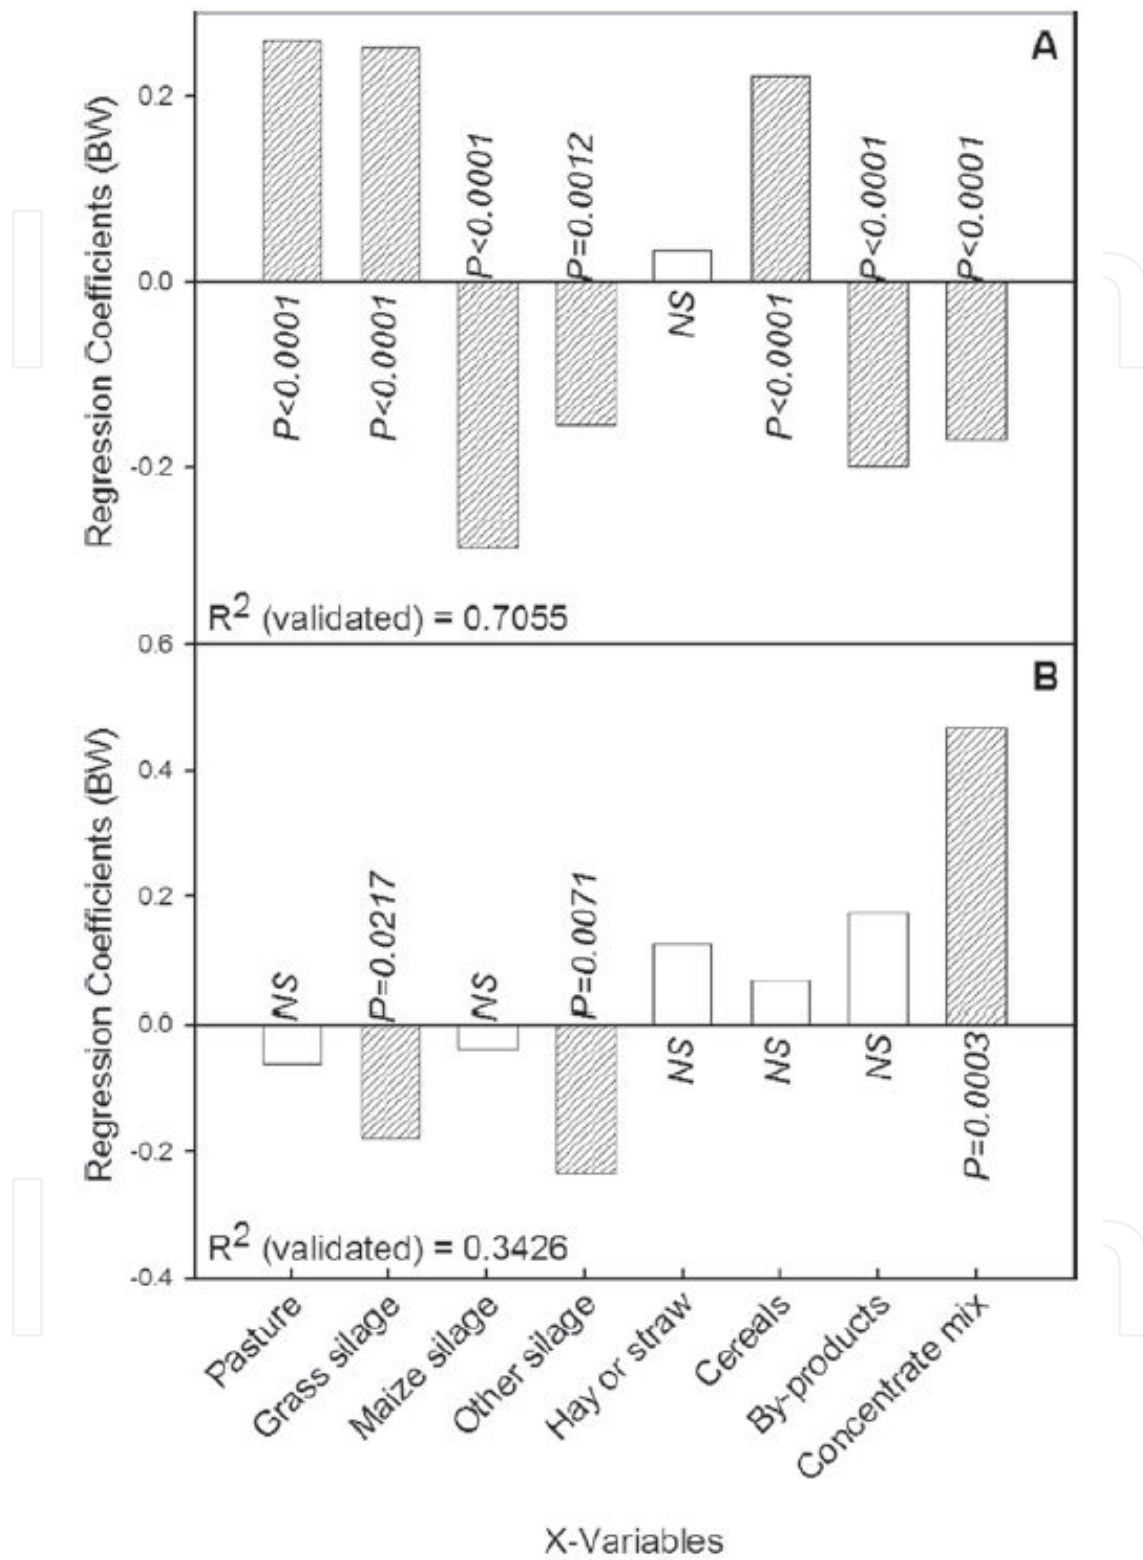 A
Regression Coefficients (BW)
0.2
0.0
-0.2
P<0.0001
P<0.0001
P<0.0001
P=0.0012
NS
P<0.0001
P<0.0001
P<0.0001
R² (validated) = 0.7055
B
Regression Coefficients (BW)
0.6
0.4
0.2
0.0
-0.2
-0.4
NS
P=0.0217
NS
P=0.0071
NS
NS
NS
P=0.0003
R² (validated) = 0.3426
Pasture
Grass silage
Maize silage
Other silage
Hay or straw
Cereals
By-products
Concentrate mix
X-Variables